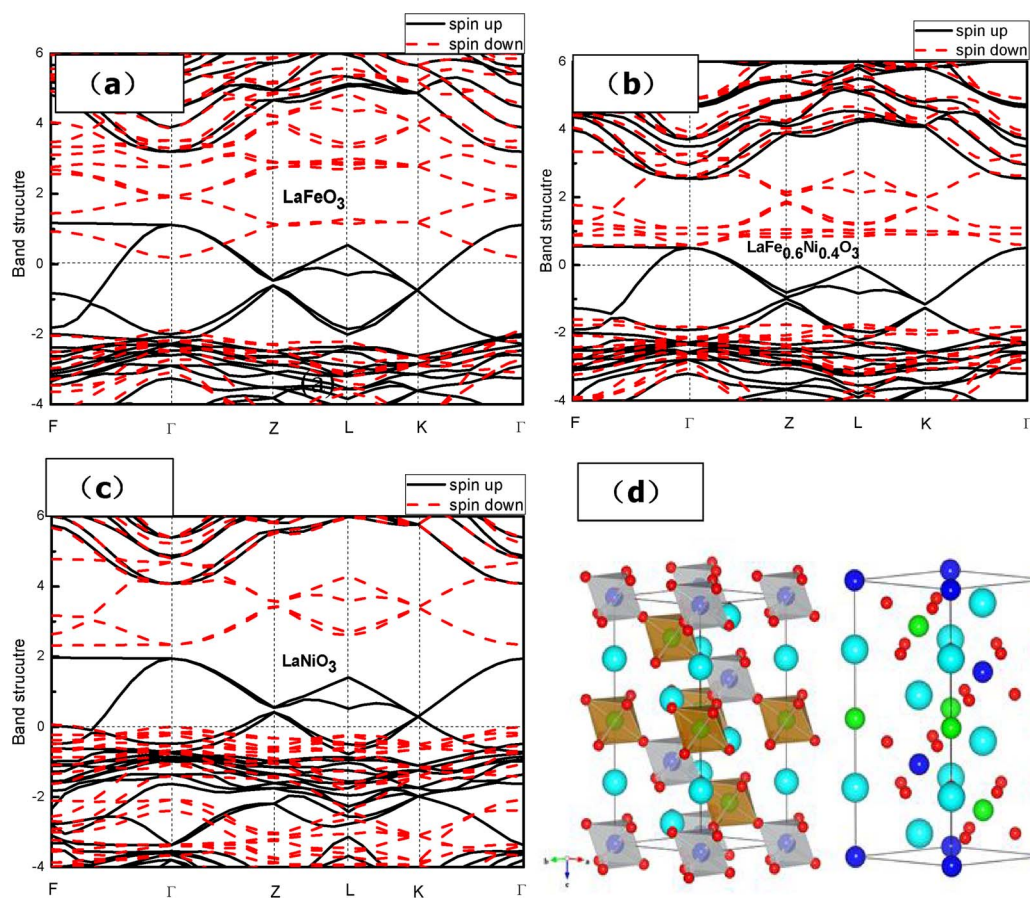 spin up
spin down
(a)
Band strucutre
6
4
2
0
-2
-4
LaFeO3
(a)
F Γ Z L K Γ
spin up
spin down
(b)
Band strucutre
6
4
2
0
-2
-4
LaFe0.6Ni0.4O3
F Γ Z L K Γ
spin up
spin down
(c)
Band strucutre
6
4
2
0
-2
-4
LaNiO3
F Γ Z L K Γ
(d)
b a
c